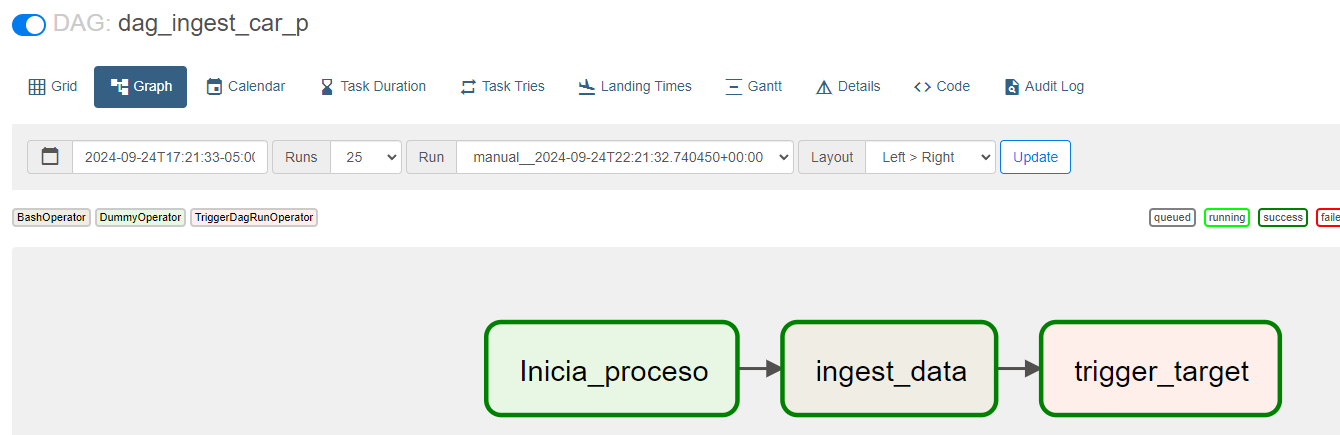 DAG: dag_ingest_car_p
Grid Graph Calendar Task Duration Task Tries Landing Times Gantt Details Code Audit Log
2024-09-24T17:21:33-05:00 Runs 25 Run manual__2024-09-24T22:21:32.740450+00:00 Layout Left > Right Update
BashOperator DummyOperator TriggerDagRunOperator queued running success faile
Inicia_proceso ingest_data trigger_target